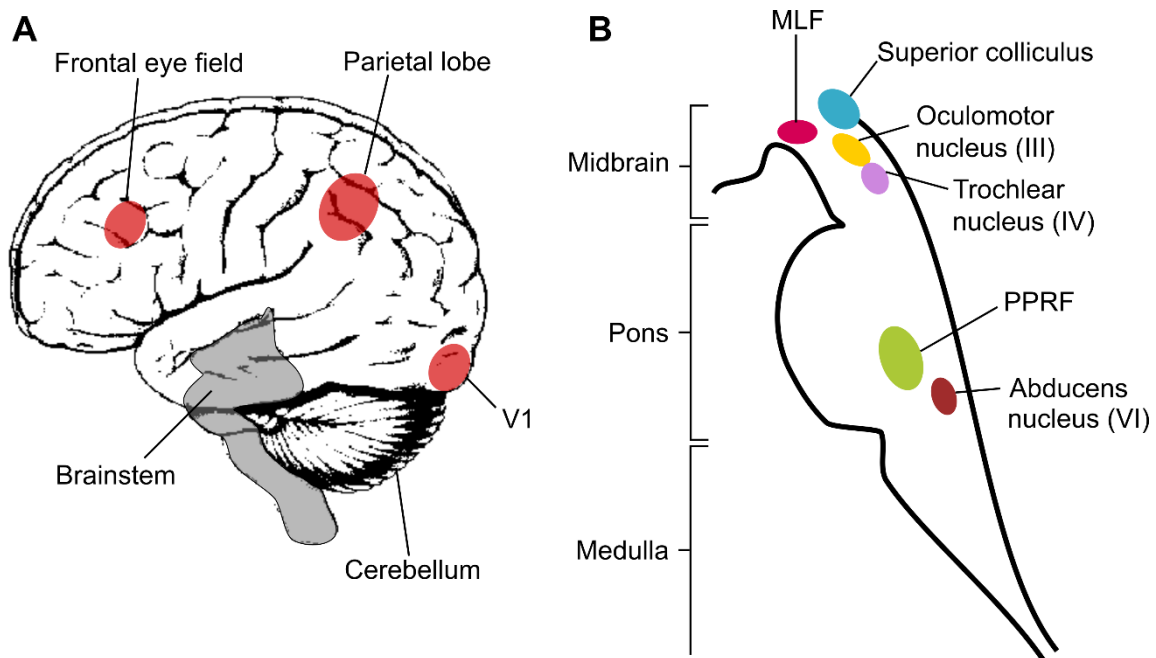 A
Frontal eye field
Parietal lobe
V1
Brainstem
Cerebellum
B
MLF
Superior colliculus
Oculomotor
nucleus (III)
Midbrain
Trochlear
nucleus (IV)
PPRF
Pons
Abducens
nucleus (VI)
Medulla